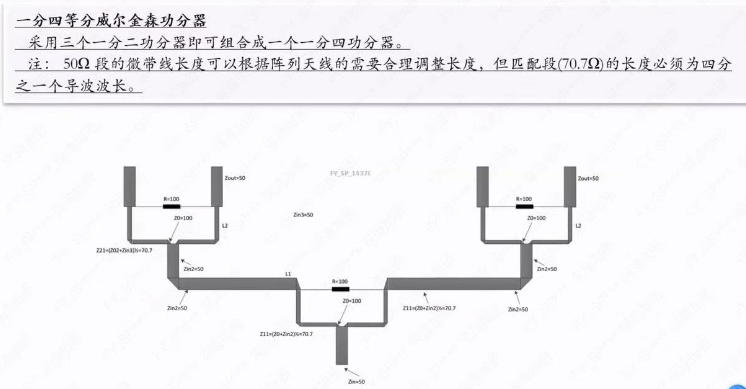 一分四等分威尔金森功分器
采用三个一分二功分器即可组合成一个一分四功分器。
注： 50Ω 段的微带线长度可以根据阵列天线的需要合理调整长度，但匹配段(70.7Ω)的长度必须为四分
之一个导波波长。
Zout=50
FY_SP_1437E
Zout=50
R=100
R=100
Z0=100
Zin3=50
Z0=100
L2
L2
Z21=(Z02+Zin3)½=70.7
Zin2=50
L1
R=100
Zin2=50
Zin2=50
Z0=100
Z11=(Z0+Zin2)½=70.7
Zin2=50
Z11=(Z0+Zin2)½=70.7
Zin=50